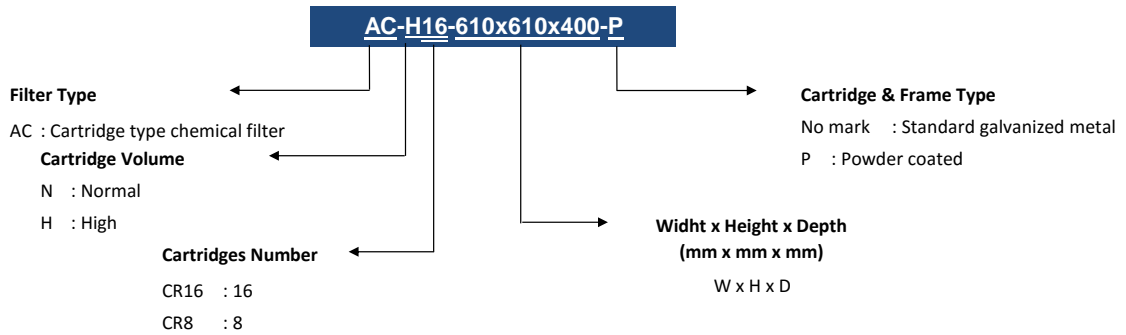 AC-H16-610x610x400-P
Filter Type
AC : Cartridge type chemical filter
Cartridge Volume
N : Normal
H : High
Cartridges Number
CR16 : 16
CR8 : 8
Widht x Height x Depth
(mm x mm x mm)
W x H x D
Cartridge & Frame Type
No mark : Standard galvanized metal
P : Powder coated